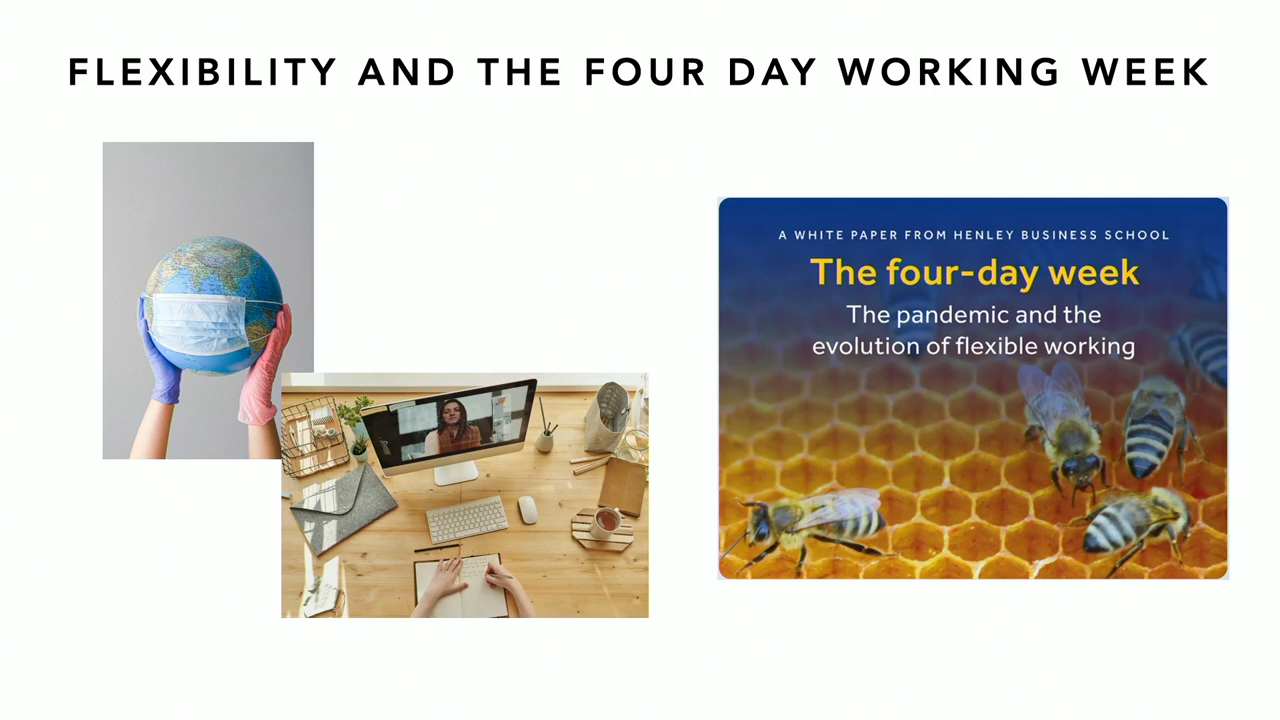 FLEXIBILITY AND THE FOUR DAY WORKING WEEK
A WHITE PAPER FROM HENLEY BUSINESS SCHOOL
The four-day week
The pandemic and the
evolution of flexible working